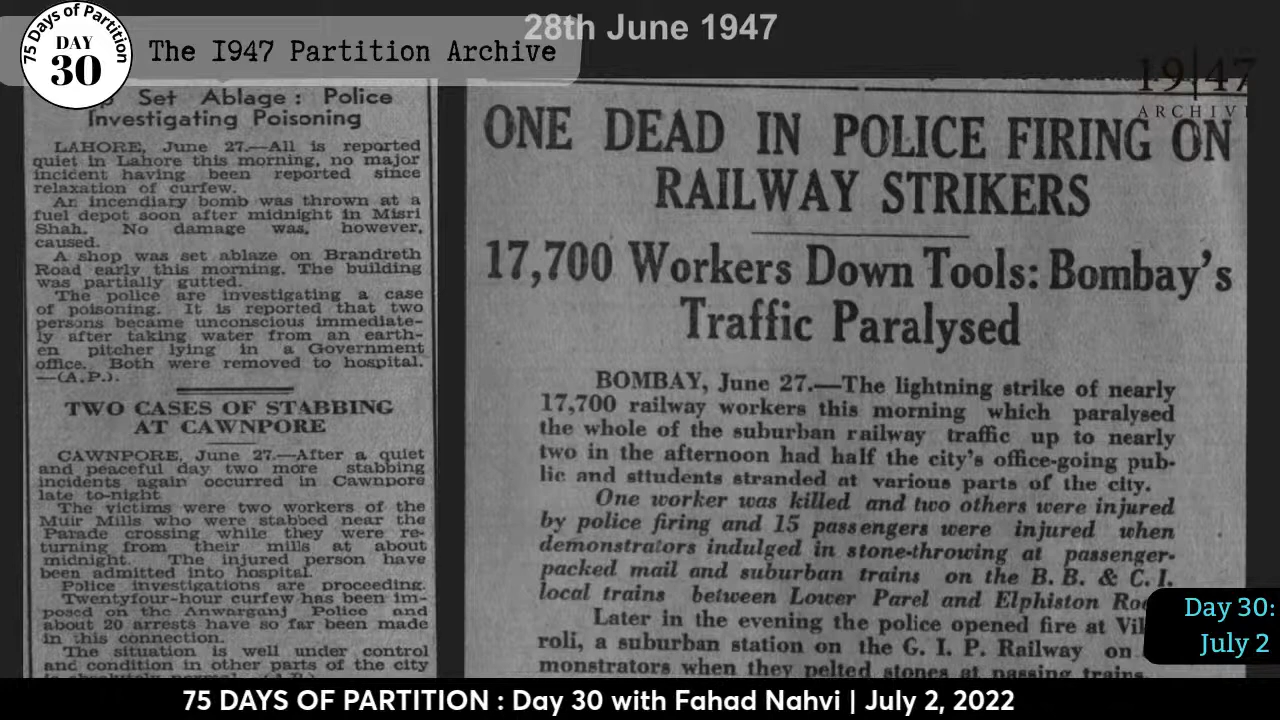 28th June 1947
75 Days of Partition
DAY
30
The 1947 Partition Archive
19|47
ARCHIVE
Set Ablage : Police
Investigating Poisoning
LAHORE, June 27.—All is reported
quiet in Lahore this morning, no major
incident having been reported since
relaxation of curfew.
An incendiary bomb was thrown at a
fuel depot soon after midnight in Misri
Shah. No damage was, however,
caused.
A shop was set ablaze on Brandreth
Road early this morning. The building
was partially gutted.
The police are investigating a case
of poisoning. It is reported that two
persons became unconscious immediate-
ly after taking water from an earth-
en pitcher lying in a Government
office. Both were removed to hospital.
—(A.P.).
TWO CASES OF STABBING
AT CAWNPORE
CAWNPORE, June 27.—After a quiet
and peaceful day two more stabbing
incidents again occurred in Cawnpore
late to-night
The victims were two workers of the
Muir Mills who were stabbed near the
Parade crossing while they were re-
turning from their mills at about
midnight. The injured person have
been admitted into hospital.
Police investigations are proceeding.
Twentyfour-hour curfew has been im-
posed on the Anwarganj Police and
about 20 arrests have so far been made
in this connection.
The situation is well under control
and condition in other parts of the city
ONE DEAD IN POLICE FIRING ON
RAILWAY STRIKERS
17,700 Workers Down Tools: Bombay's
Traffic Paralysed
BOMBAY, June 27.—The lightning strike of nearly
17,700 railway workers this morning which paralysed
the whole of the suburban railway traffic up to nearly
two in the afternoon had half the city's office-going pub-
lic and sttudents stranded at various parts of the city.
One worker was killed and two others were injured
by police firing and 15 passengers were injured when
demonstrators indulged in stone-throwing at passenger-
packed mail and suburban trains on the B. B. & C. I.
local trains between Lower Parel and Elphiston
Later in the evening the police opened fire at
roli, a suburban station on the G. I. P. Railway on
monstrators when they pelted stones at passing trains
Day 30:
July 2
75 DAYS OF PARTITION : Day 30 with Fahad Nahvi | July 2, 2022